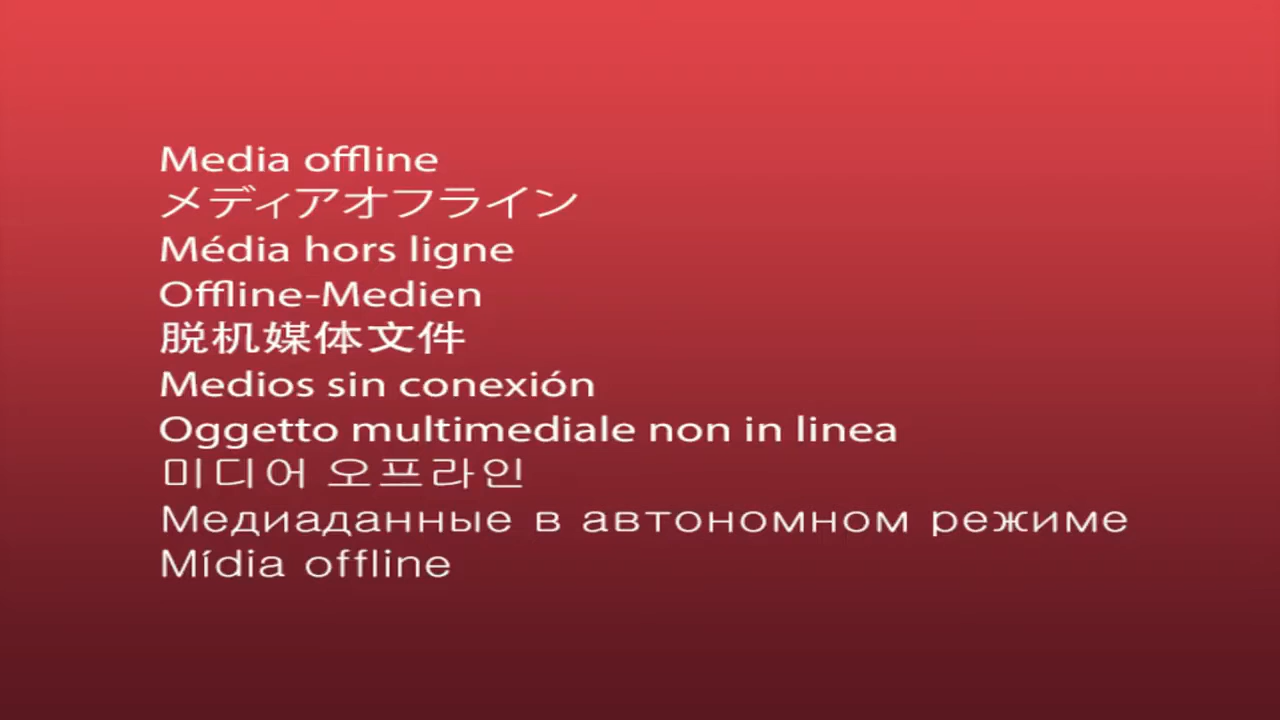 Media offline
メディアオフライン
Média hors ligne
Offline-Medien
脱机媒体文件
Medios sin conexión
Oggetto multimediale non in linea
미디어 오프라인
Медиаданные в автономном режиме
Mídia offline